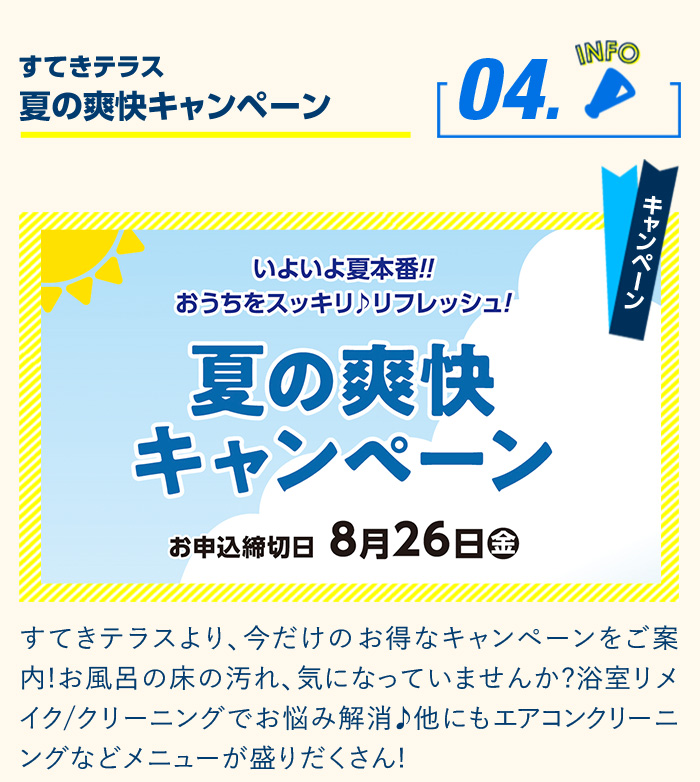 すてきテラス
夏の爽快キャンペーン
04.
INFO
キャンペーン
いよいよ夏本番!!
おうちをスッキリ♪リフレッシュ!
夏の爽快
キャンペーン
お申込締切日 8月26日㊎
すてきテラスより、今だけのお得なキャンペーンをご案
内!お風呂の床の汚れ、気になっていませんか?浴室リメ
イク/クリーニングでお悩み解消♪他にもエアコンクリーニ
ングなどメニューが盛りだくさん!